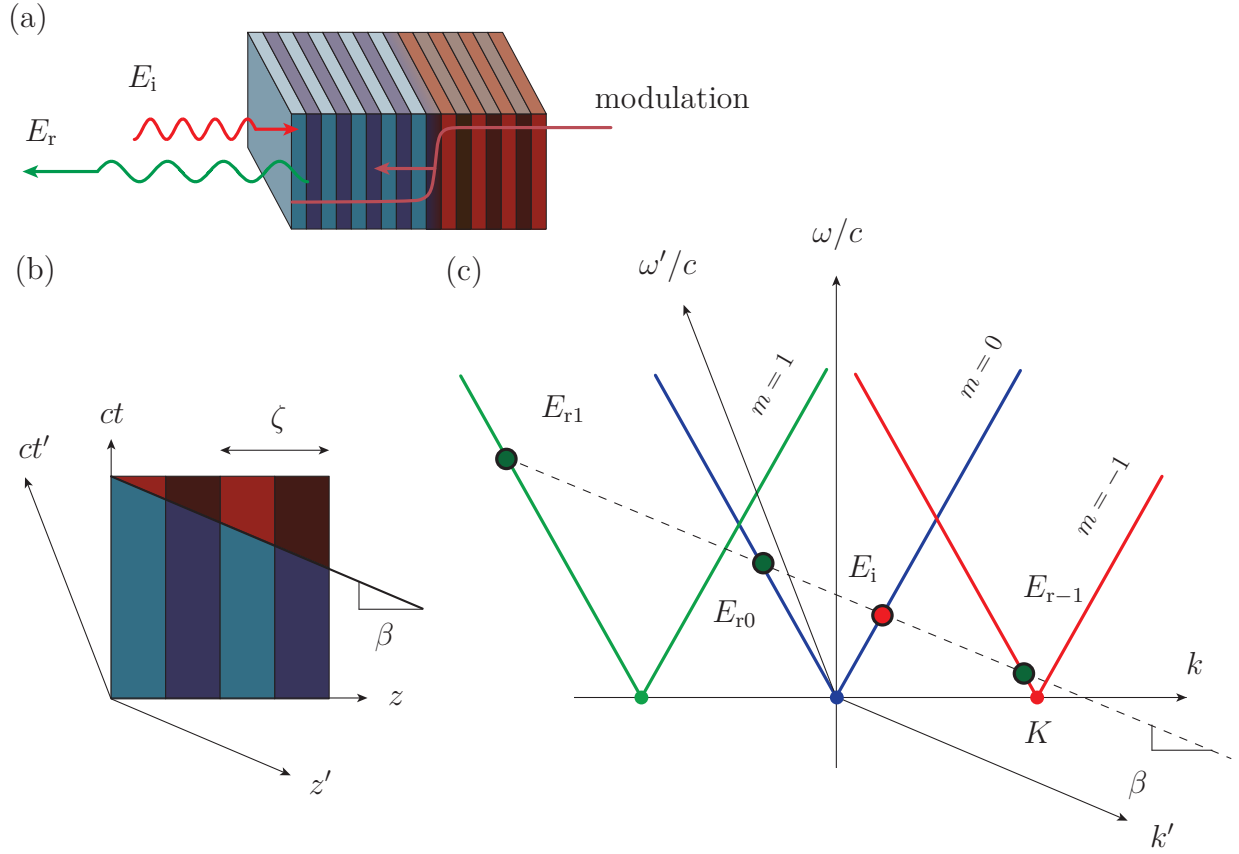 (a)
E_i
E_r
modulation
(b)
ct
ct′
ζ
β
z
z′
(c)
ω/c
ω′/c
m = 1
m = 0
m = −1
E_r1
E_r0
E_i
E_r−1
k
K
β
k′